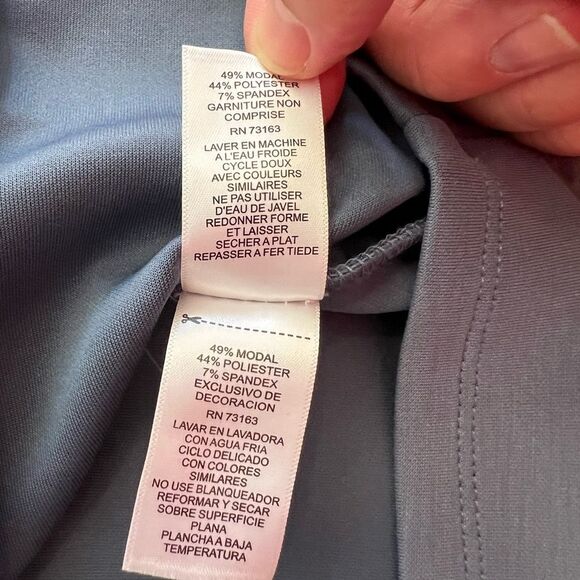 49% MODAL
44% POLYESTER
7% SPANDEX
GARNITURE NON
COMPRISE
RN 73163
LAVER EN MACHINE
A L'EAU FROIDE
CYCLE DOUX
AVEC COULEURS
SIMILAIRES
NE PAS UTILISER
D'EAU DE JAVEL
REDONNER FORME
ET LAISSER
SECHER A PLAT
REPASSER A FER TIEDE
49% MODAL
44% POLIESTER
7% SPANDEX
EXCLUSIVO DE
DECORACION
RN 73163
LAVAR EN LAVADORA
CON AGUA FRIA
CICLO DELICADO
CON COLORES
SIMILARES
NO USE BLANQUEADOR
REFORMAR Y SECAR
SOBRE SUPERFICIE
PLANA
PLANCHA A BAJA
TEMPERATURA